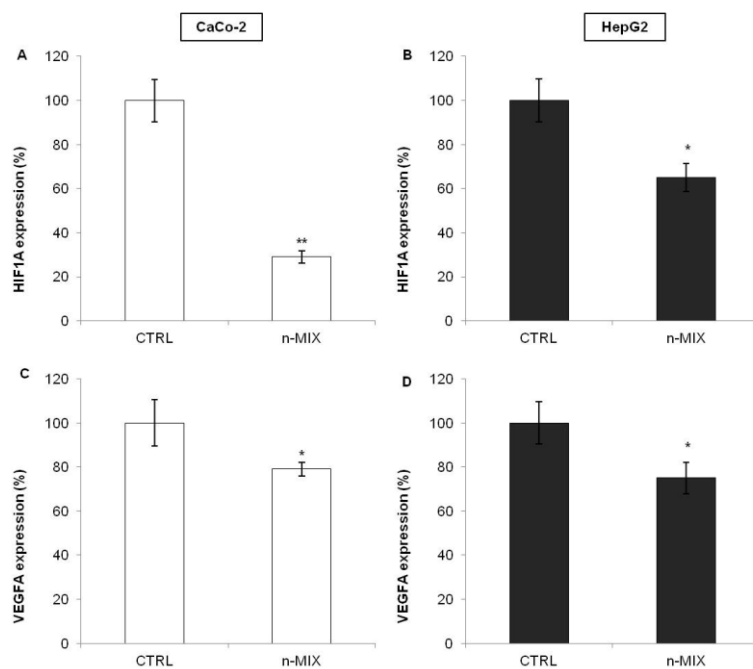 CaCo-2
HepG2
A
HIF1A expression (%)
120
100
80
60
40
20
0
**
CTRL
n-MIX
B
HIF1A expression (%)
120
100
80
60
40
20
0
*
CTRL
n-MIX
C
VEGFA expression (%)
120
100
80
60
40
20
0
*
CTRL
n-MIX
D
VEGFA expression (%)
120
100
80
60
40
20
0
*
CTRL
n-MIX